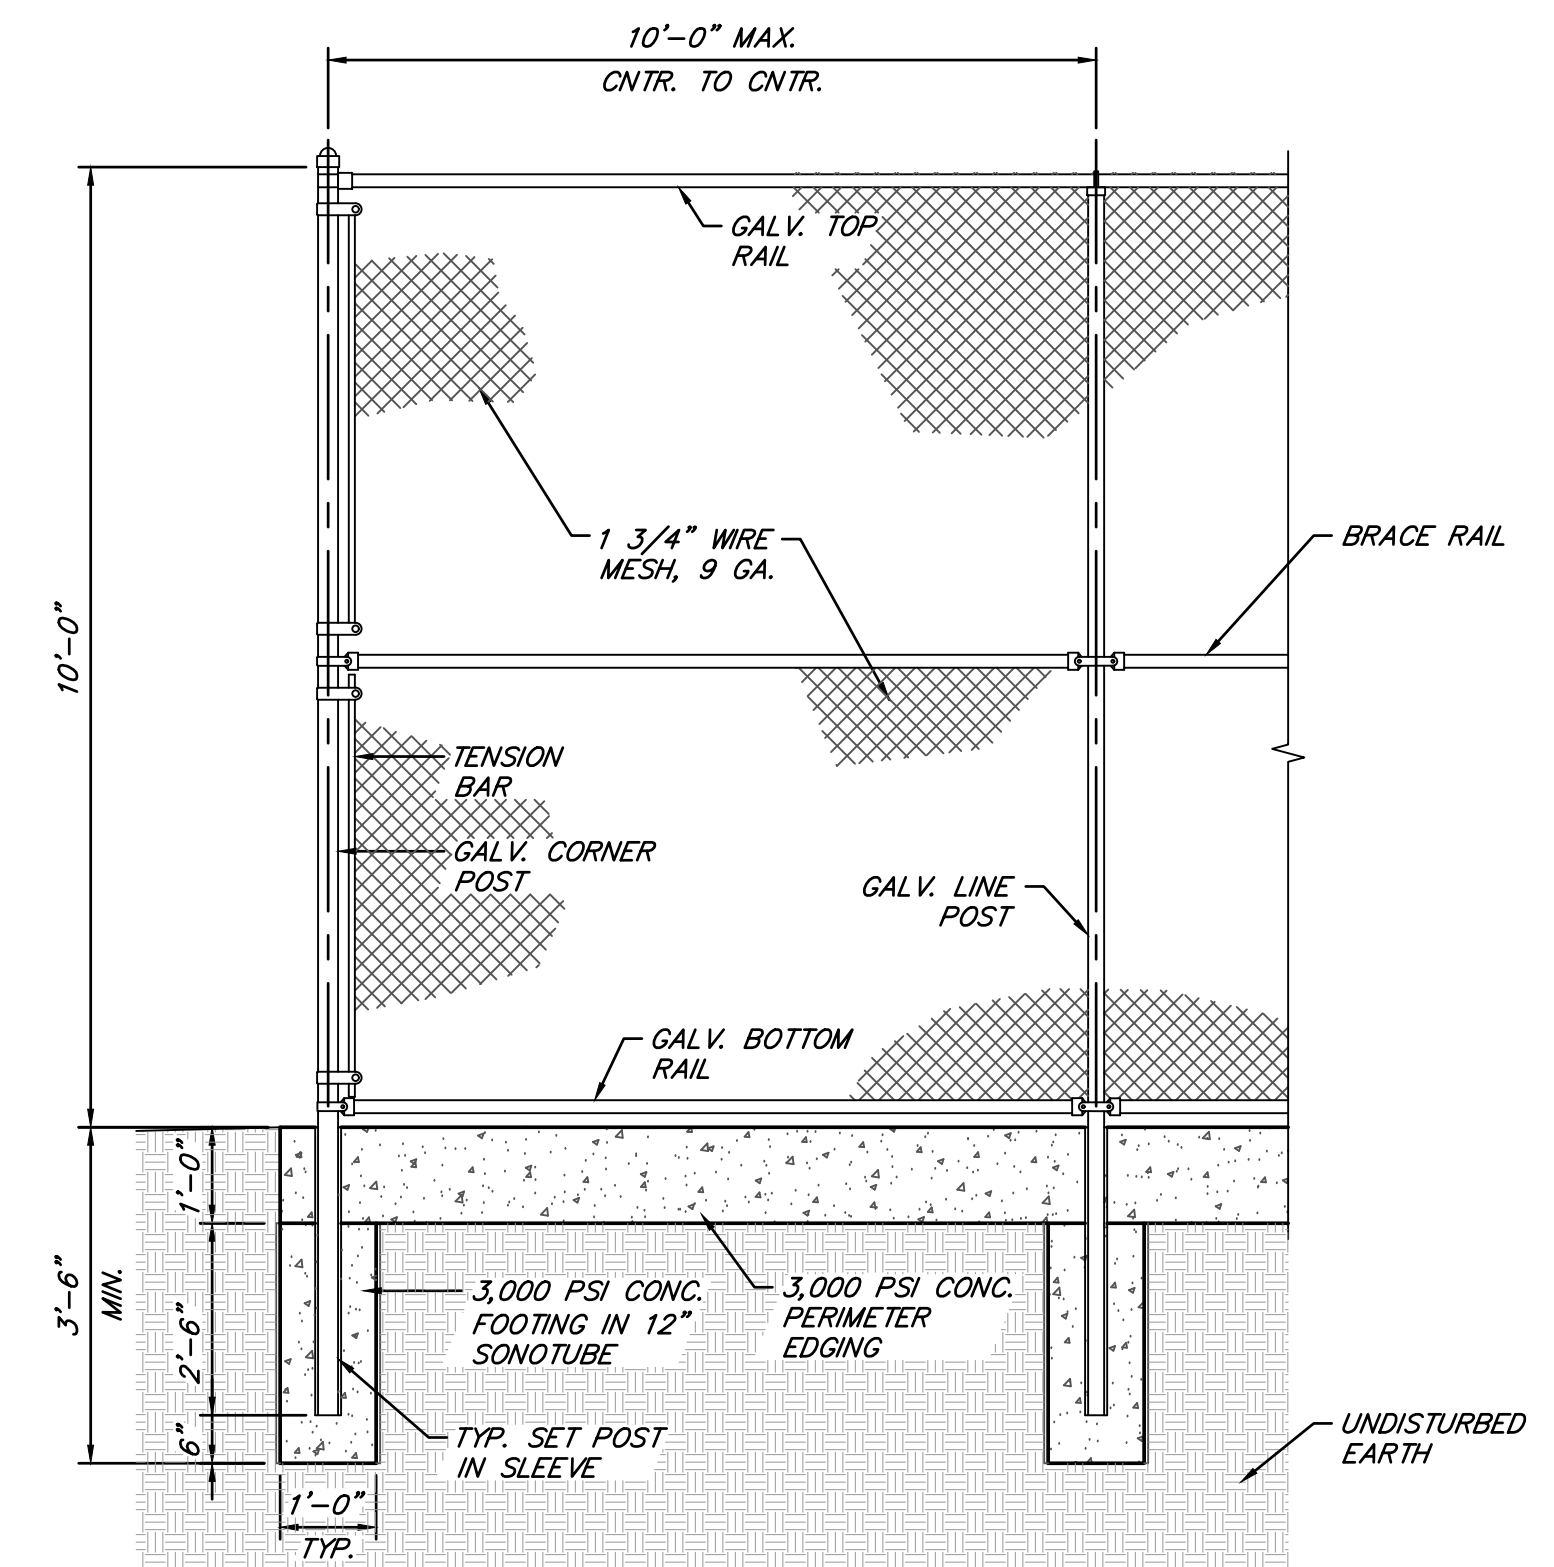 10'-0" MAX.
CNTR. TO CNTR.
GALV. TOP
RAIL
1 3/4" WIRE
MESH, 9 GA.
BRACE RAIL
10'-0"
TENSION
BAR
GALV. CORNER
POST
GALV. LINE
POST
GALV. BOTTOM
RAIL
1'-0"
3'-6"
MIN.
2'-6"
6"
3,000 PSI CONC.
FOOTING IN 12"
SONOTUBE
3,000 PSI CONC.
PERIMETER
EDGING
TYP. SET POST
IN SLEEVE
UNDISTURBED
EARTH
1'-0"
TYP.